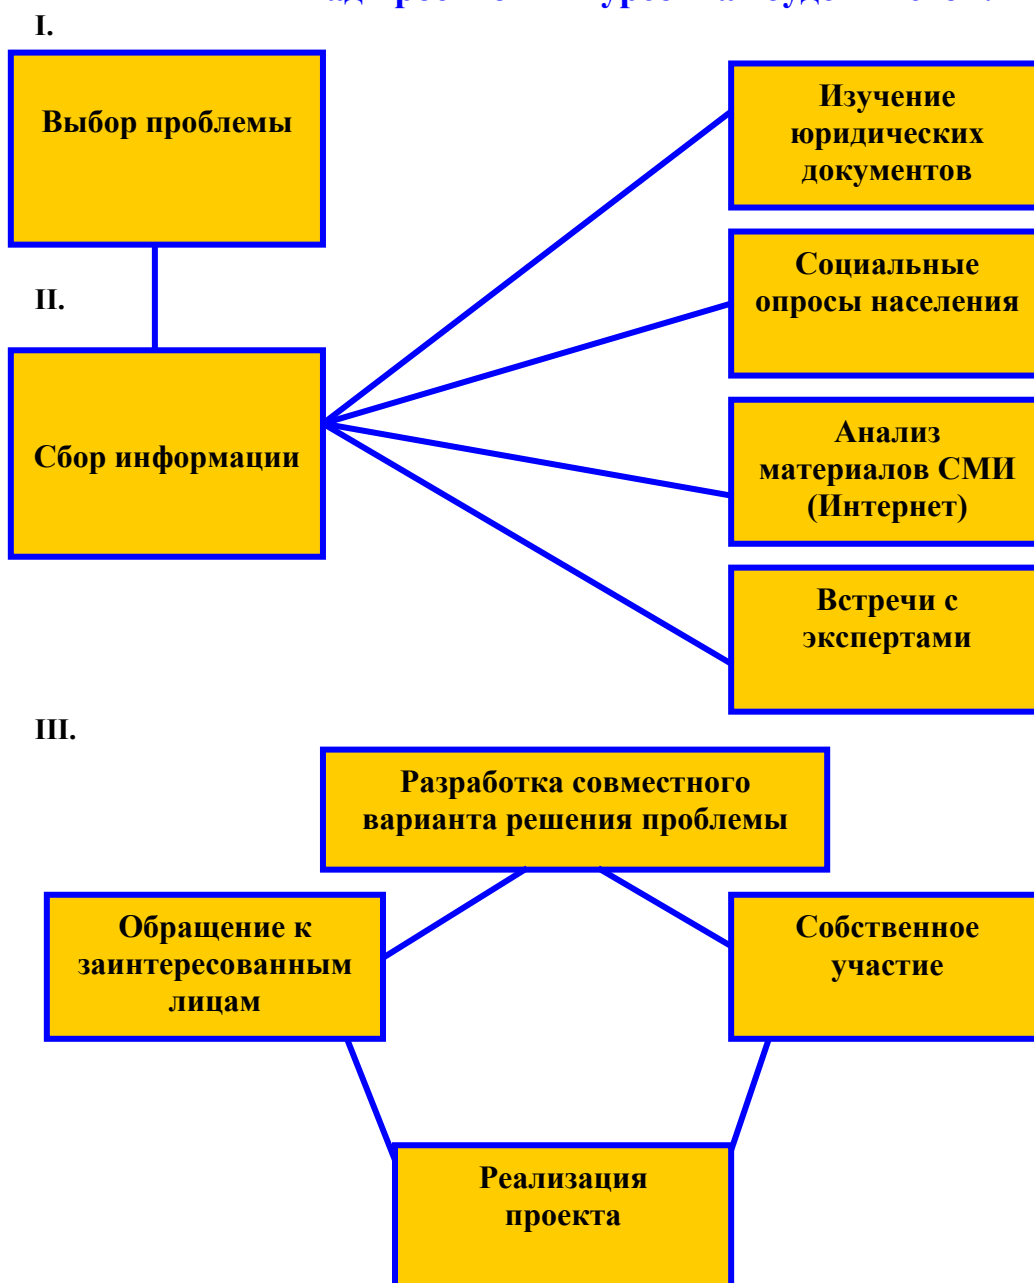 I.
Выбор проблемы
Изучение
юридических
документов
II.
Социальные
опросы населения
Сбор информации
Анализ
материалов СМИ
(Интернет)
Встречи с
экспертами
III.
Разработка совместного
варианта решения проблемы
Обращение к
заинтересованным
лицам
Собственное
участие
Реализация
проекта